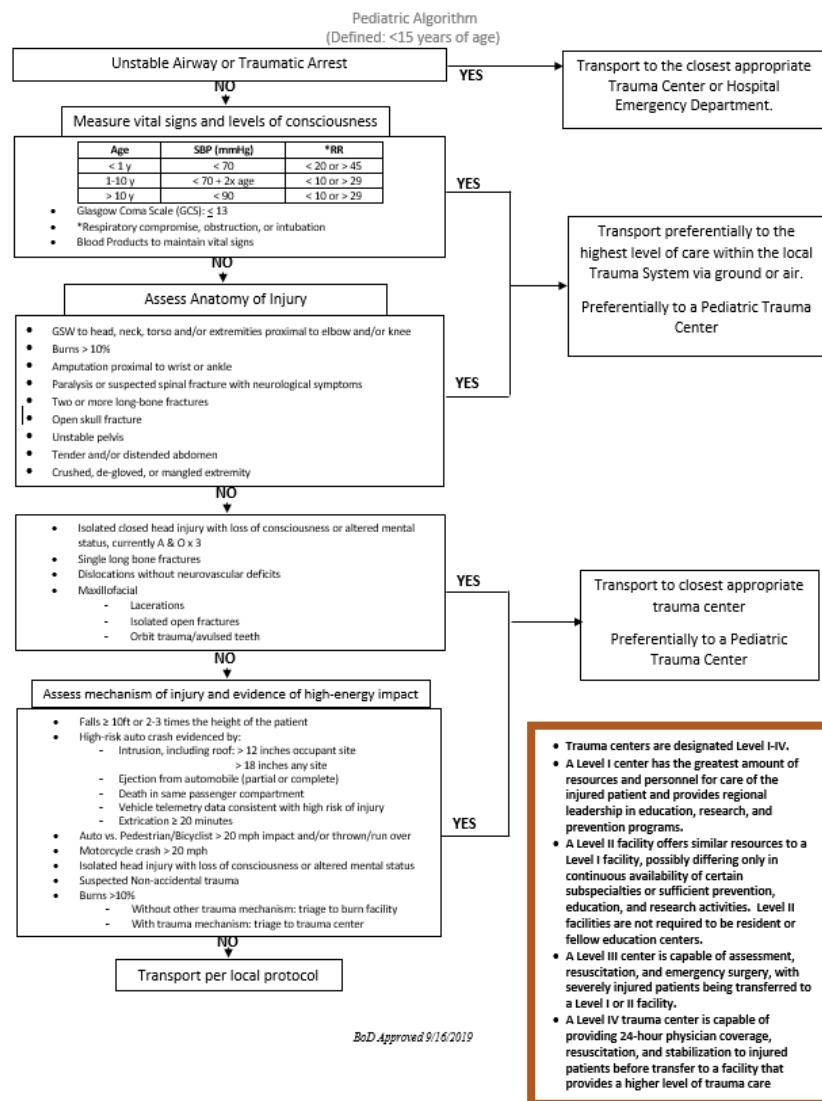 Pediatric Algorithm
(Defined: <15 years of age)
Unstable Airway or Traumatic Arrest
YES
Transport to the closest appropriate
Trauma Center or Hospital
Emergency Department.
NO
Measure vital signs and levels of consciousness
Age SBP (mmHg) *RR
< 1 y < 70 < 20 or > 45
1-10 y < 70 + 2x age < 10 or > 29
> 10 y < 90 < 10 or > 29
• Glasgow Coma Scale (GCS): ≤ 13
• *Respiratory compromise, obstruction, or intubation
• Blood Products to maintain vital signs
YES
Transport preferentially to the
highest level of care within the local
Trauma System via ground or air.
Preferentially to a Pediatric Trauma
Center
NO
Assess Anatomy of Injury
• GSW to head, neck, torso and/or extremities proximal to elbow and/or knee
• Burns > 10%
• Amputation proximal to wrist or ankle
• Paralysis or suspected spinal fracture with neurological symptoms
• Two or more long-bone fractures
• Open skull fracture
• Unstable pelvis
• Tender and/or distended abdomen
• Crushed, de-gloved, or mangled extremity
YES
NO
• Isolated closed head injury with loss of consciousness or altered mental
status, currently A & O x 3
• Single long bone fractures
• Dislocations without neurovascular deficits
• Maxillofacial
- Lacerations
- Isolated open fractures
- Orbit trauma/avulsed teeth
YES
Transport to closest appropriate
trauma center
Preferentially to a Pediatric
Trauma Center
NO
Assess mechanism of injury and evidence of high-energy impact
• Falls ≥ 10ft or 2-3 times the height of the patient
• High-risk auto crash evidenced by:
- Intrusion, including roof: > 12 inches occupant site
> 18 inches any site
- Ejection from automobile (partial or complete)
- Death in same passenger compartment
- Vehicle telemetry data consistent with high risk of injury
- Extrication ≥ 20 minutes
• Auto vs. Pedestrian/Bicyclist > 20 mph impact and/or thrown/run over
• Motorcycle crash > 20 mph
• Isolated head injury with loss of consciousness or altered mental status
• Suspected Non-accidental trauma
• Burns >10%
- Without other trauma mechanism: triage to burn facility
- With trauma mechanism: triage to trauma center
YES
NO
Transport per local protocol
BoD Approved 9/16/2019
• Trauma centers are designated Level I-IV.
• A Level I center has the greatest amount of
resources and personnel for care of the
injured patient and provides regional
leadership in education, research, and
prevention programs.
• A Level II facility offers similar resources to a
Level I facility, possibly differing only in
continuous availability of certain
subspecialties or sufficient prevention,
education, and research activities. Level II
facilities are not required to be resident or
fellow education centers.
• A Level III center is capable of assessment,
resuscitation, and emergency surgery, with
severely injured patients being transferred to
a Level I or II facility.
• A Level IV trauma center is capable of
providing 24-hour physician coverage,
resuscitation, and stabilization to injured
patients before transfer to a facility that
provides a higher level of trauma care